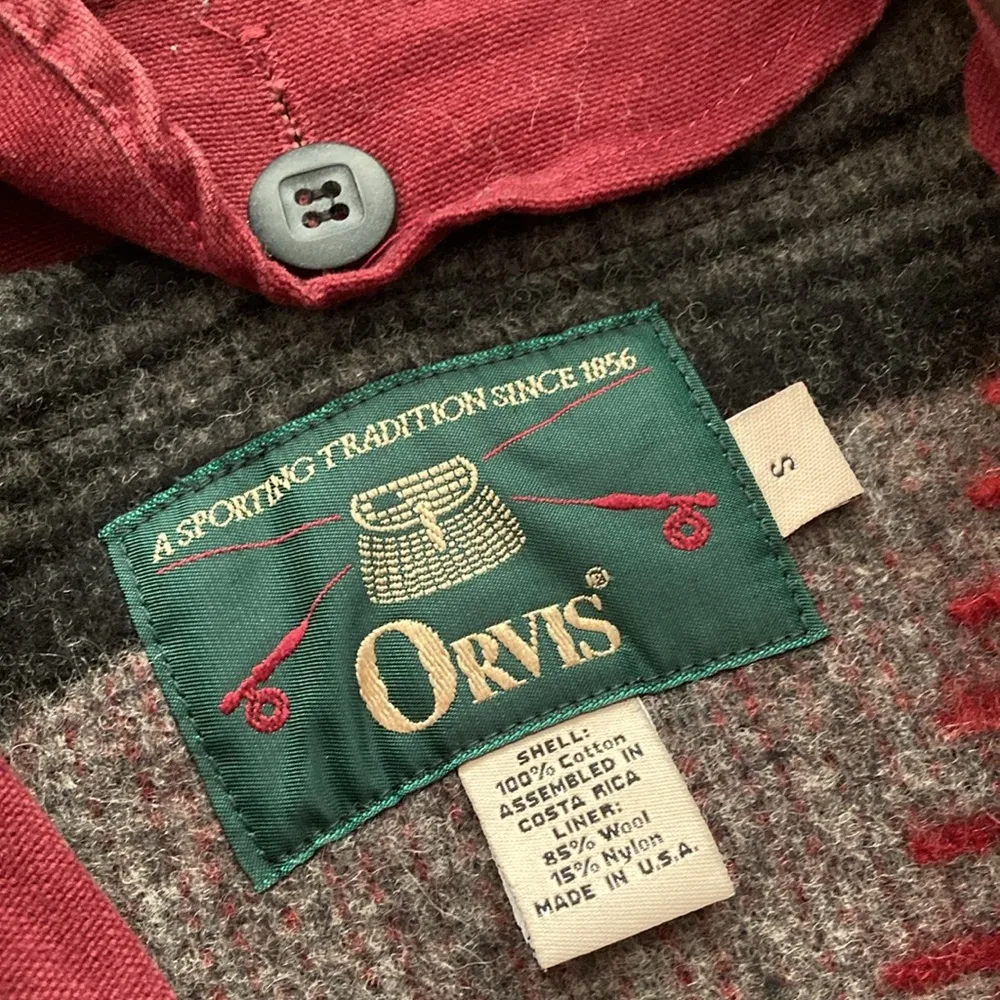 A SPORTING TRADITION SINCE 1856
ORVIS®
S
SHELL:
100% Cotton
ASSEMBLED IN
COSTA RICA
LINER:
85% Wool
15% Nylon
MADE IN U.S.A.